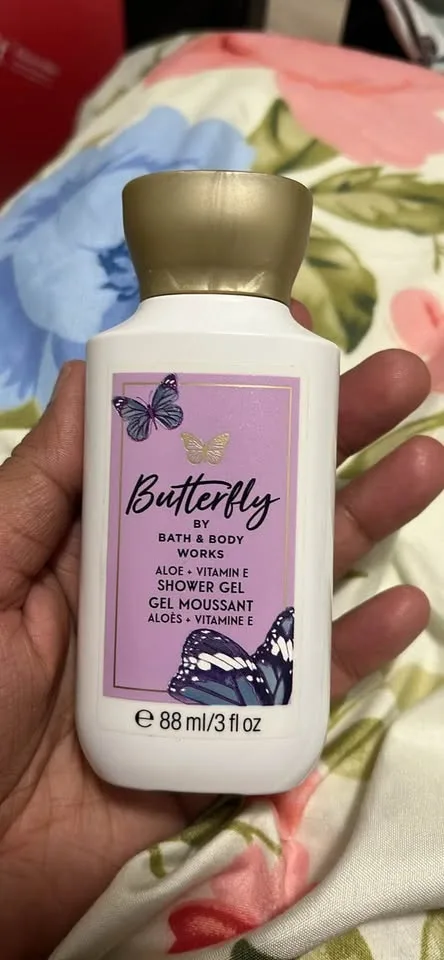 Butterfly
BY
BATH & BODY
WORKS
ALOE + VITAMIN E
SHOWER GEL
GEL MOUSSANT
ALOÈS + VITAMINE E
℮ 88 ml/3 fl oz